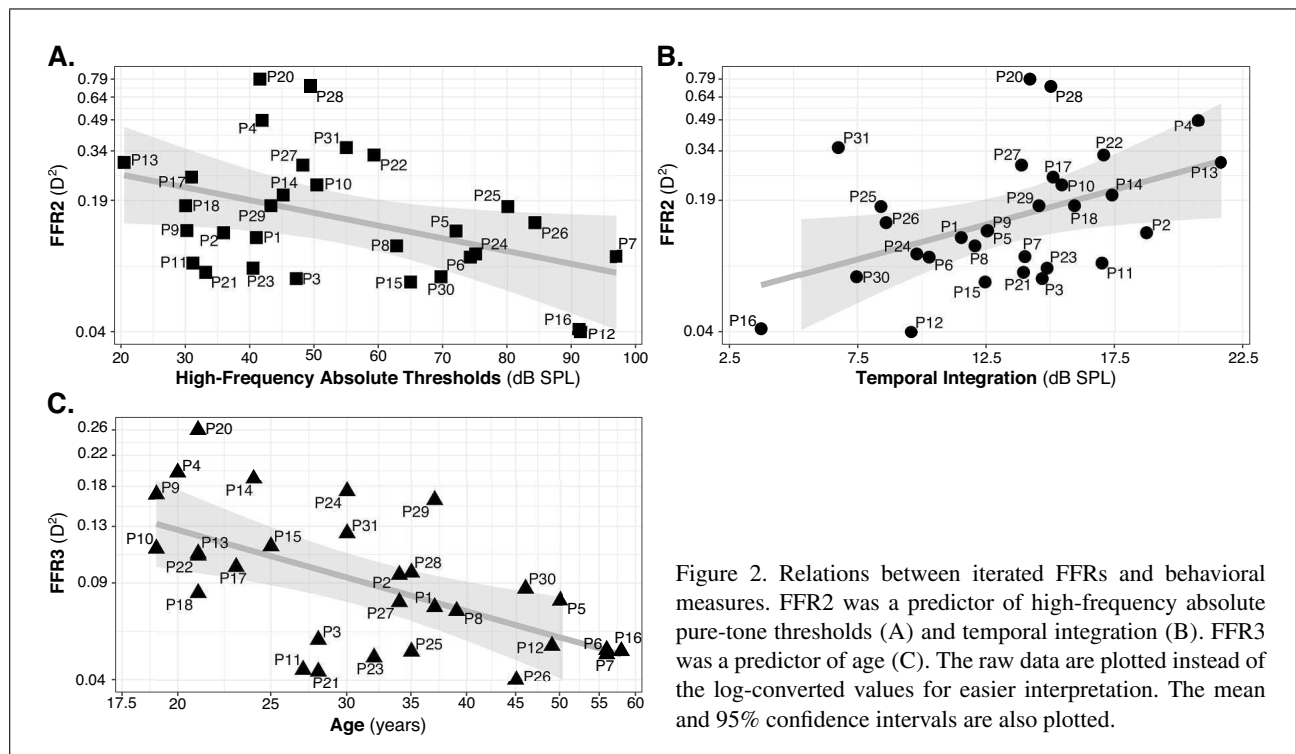 A.
FFR2 (D²)
0.79
0.64
0.49
0.34
0.19
0.04
P20
P28
P4
P31
P13
P27
P22
P17
P14
P10
P18
P29
P25
P9
P2
P1
P5
P26
P8
P24
P7
P11
P6
P21
P23
P3
P15
P30
P16
P12
20 30 40 50 60 70 80 90 100
High-Frequency Absolute Thresholds (dB SPL)
B.
FFR2 (D²)
0.79
0.64
0.49
0.34
0.19
0.04
P20
P28
P4
P31
P22
P27
P17
P13
P10
P14
P25
P29
P26
P18
P1
P9
P2
P5
P24
P8
P7
P6
P23
P11
P30
P21
P15
P3
P16
P12
2.5 7.5 12.5 17.5 22.5
Temporal Integration (dB SPL)
C.
FFR3 (D²)
0.26
0.22
0.18
0.13
0.09
0.04
P20
P4
P9
P14
P24
P29
P31
P10
P13
P15
P22
P17
P28
P2
P18
P30
P1
P27
P8
P5
P3
P12
P6
P16
P25
P7
P11
P23
P21
P26
17.5 20 25 30 35 40 45 50 55 60
Age (years)
Figure 2. Relations between iterated FFRs and behavioral
measures. FFR2 was a predictor of high-frequency absolute
pure-tone thresholds (A) and temporal integration (B). FFR3
was a predictor of age (C). The raw data are plotted instead of
the log-converted values for easier interpretation. The mean
and 95% confidence intervals are also plotted.